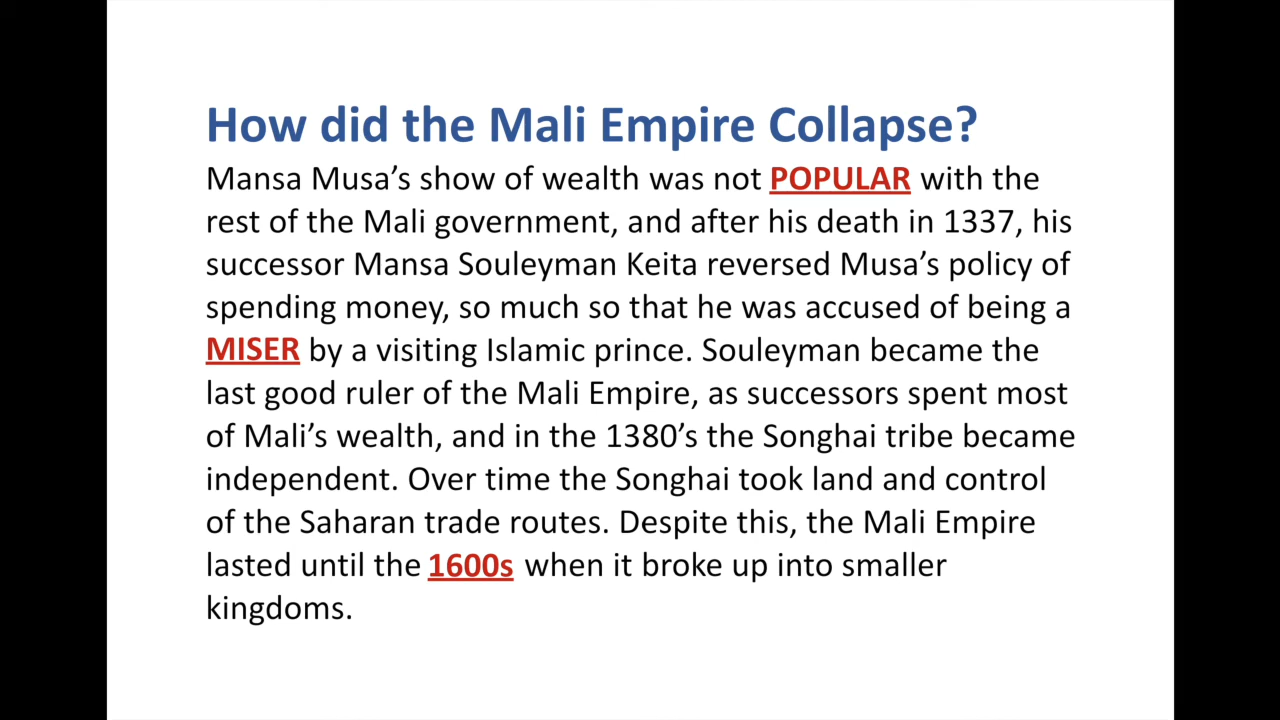 How did the Mali Empire Collapse?
Mansa Musa’s show of wealth was not POPULAR with the
rest of the Mali government, and after his death in 1337, his
successor Mansa Souleyman Keita reversed Musa’s policy of
spending money, so much so that he was accused of being a
MISER by a visiting Islamic prince. Souleyman became the
last good ruler of the Mali Empire, as successors spent most
of Mali’s wealth, and in the 1380’s the Songhai tribe became
independent. Over time the Songhai took land and control
of the Saharan trade routes. Despite this, the Mali Empire
lasted until the 1600s when it broke up into smaller
kingdoms.